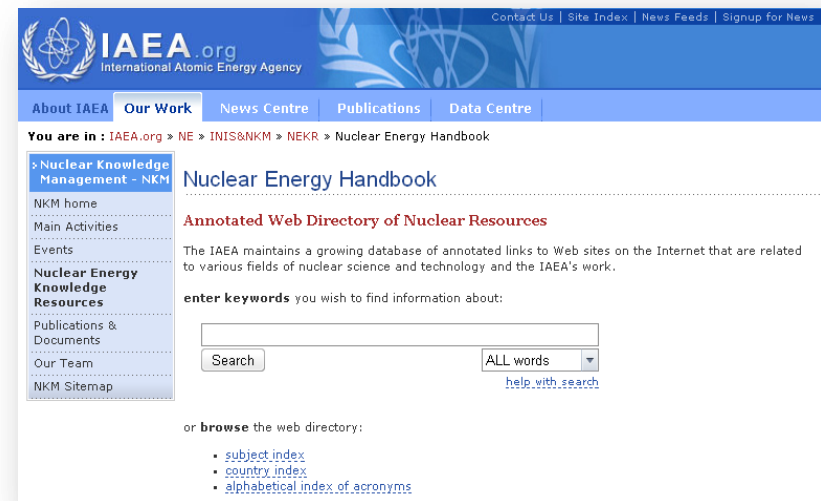 Contact Us | Site Index | News Feeds | Signup for News
IAEA.org
International Atomic Energy Agency
About IAEA Our Work News Centre Publications Data Centre
You are in : IAEA.org » NE » INIS&NKM » NEKR » Nuclear Energy Handbook
› Nuclear Knowledge
Management - NKM
NKM home
Main Activities
Events
Nuclear Energy
Knowledge
Resources
Publications &
Documents
Our Team
NKM Sitemap
Nuclear Energy Handbook
Annotated Web Directory of Nuclear Resources
The IAEA maintains a growing database of annotated links to Web sites on the Internet that are related
to various fields of nuclear science and technology and the IAEA's work.
enter keywords you wish to find information about:
Search ALL words
help with search
or browse the web directory:
▪ subject index
▪ country index
▪ alphabetical index of acronyms